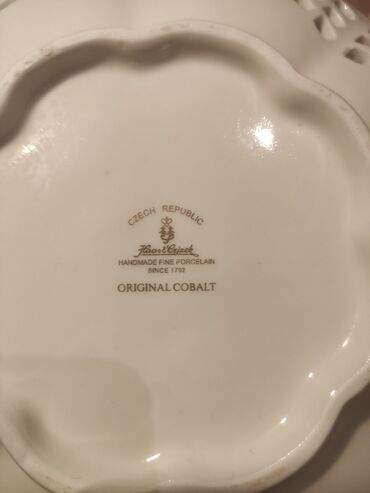 CZECH REPUBLIC
Haas & Czjzek
HANDMADE FINE PORCELAIN
SINCE 1792
ORIGINAL COBALT